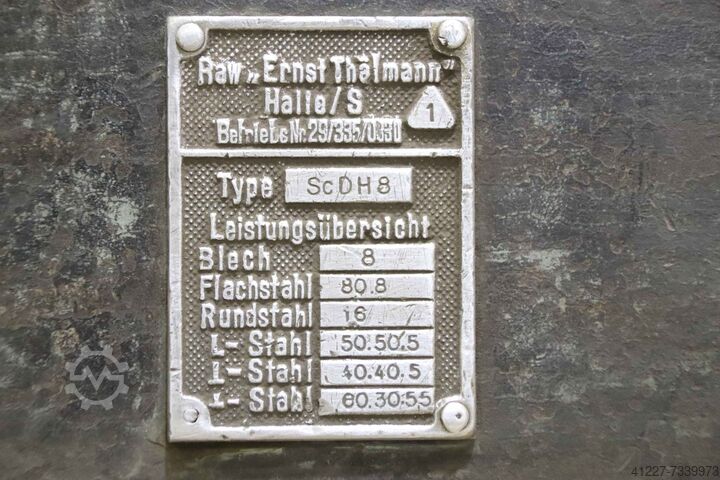 Raw „Ernst Thälmann"
Halle/S
1
Betriebs Nr. 29/335/0330
Type ScDH8
Leistungsübersicht
Blech 8
Flachstahl 80.8
Rundstahl 16
L-Stahl 50.50.5
L-Stahl 40.40.5
-Stahl 60.30.55
41227-7339973